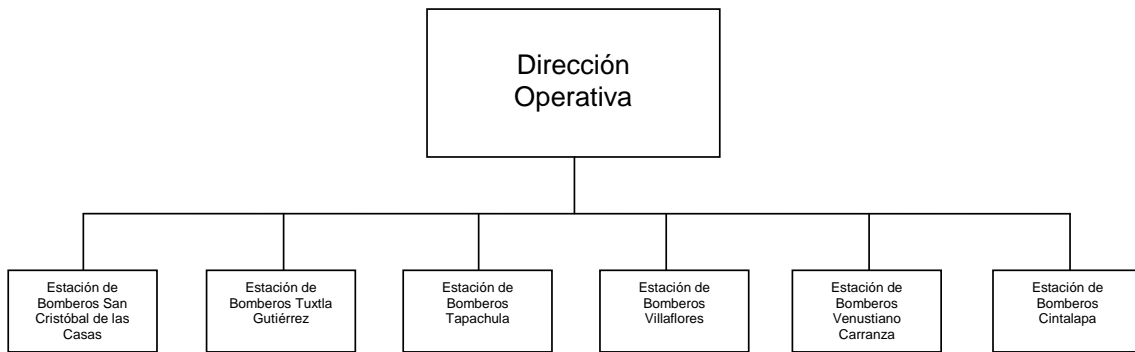 Dirección
Operativa
Estación de
Bomberos San
Cristóbal de las
Casas
Estación de
Bomberos Tuxtla
Gutiérrez
Estación de
Bomberos
Tapachula
Estación de
Bomberos
Villaflores
Estación de
Bomberos
Venustiano
Carranza
Estación de
Bomberos
Cintalapa